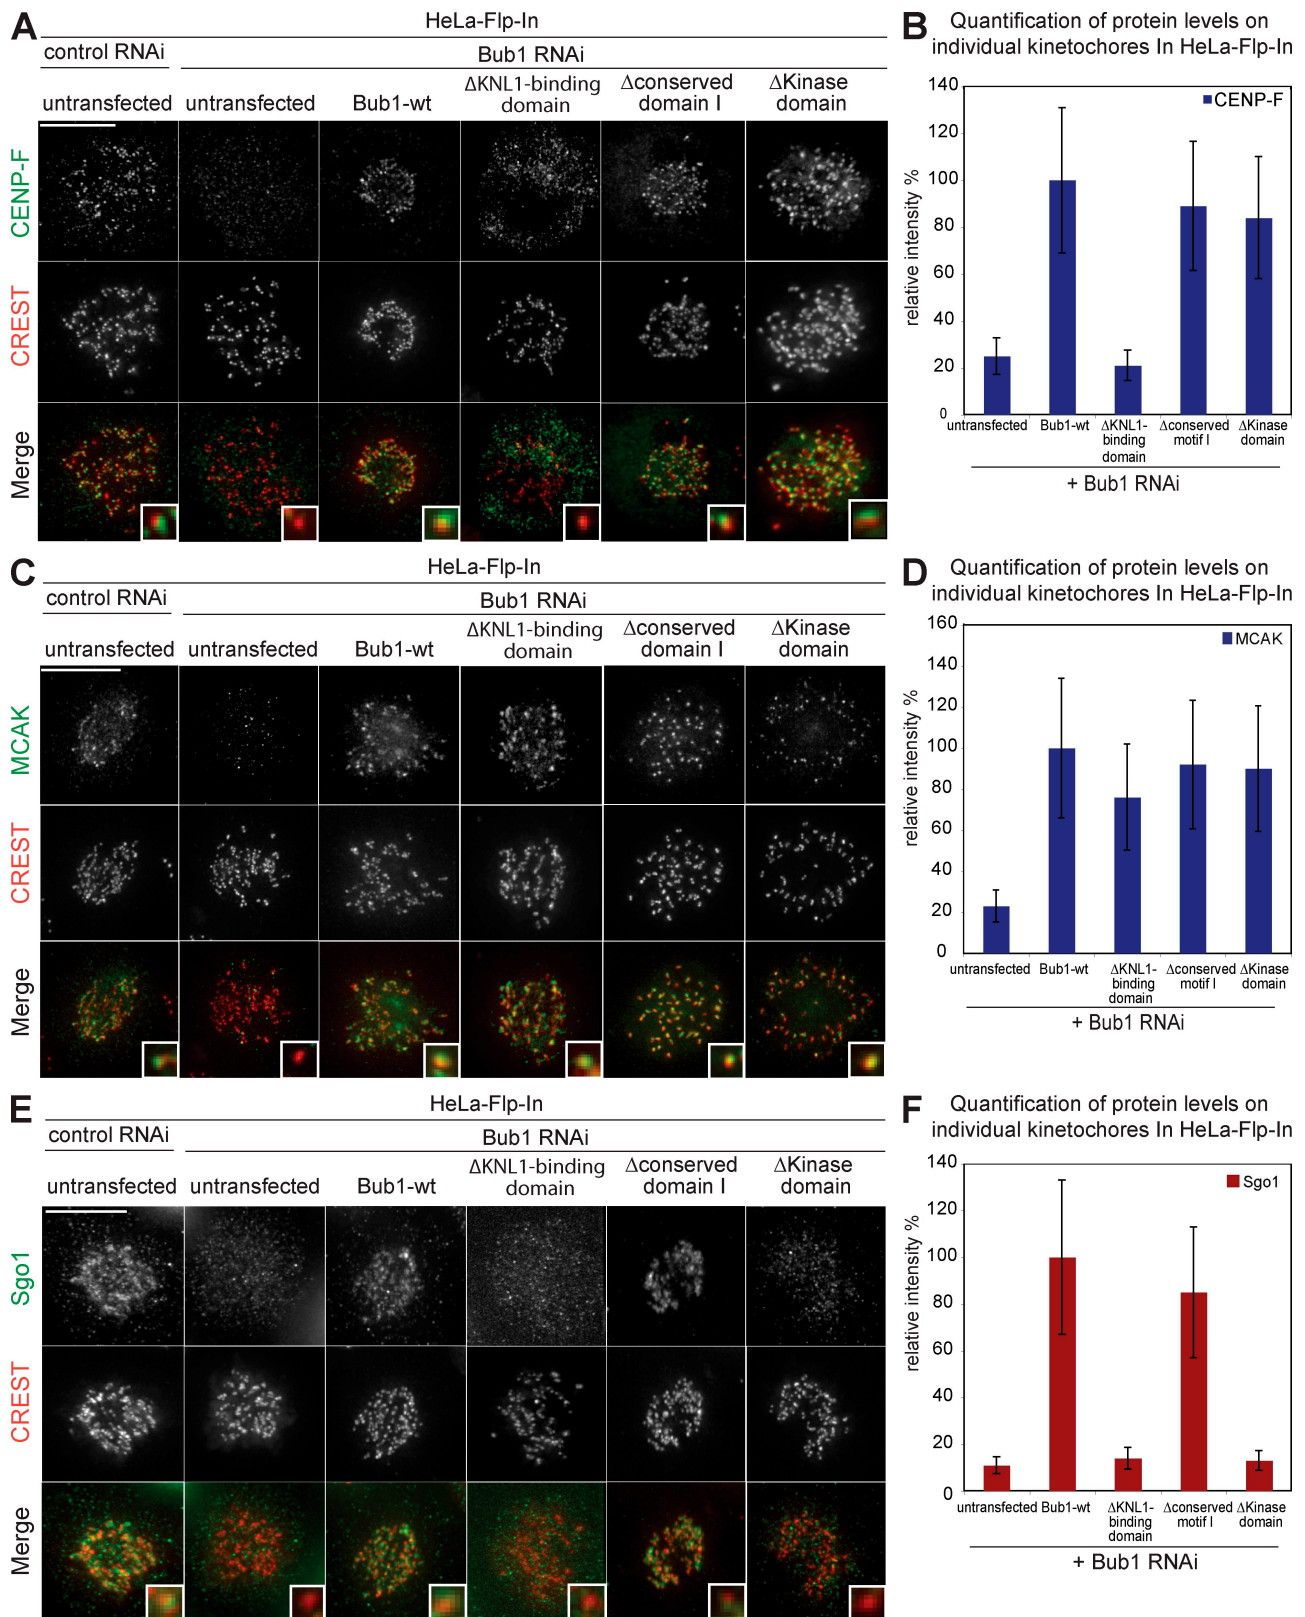 A
HeLa-Flp-In
control RNAi
Bub1 RNAi
untransfected
untransfected
Bub1-wt
ΔKNL1-binding
domain
Δconserved
domain I
ΔKinase
domain
CENP-F
CREST
Merge
B
Quantification of protein levels on
individual kinetochores In HeLa-Flp-In
relative intensity %
140
120
100
80
60
40
20
0
CENP-F
untransfected
Bub1-wt
ΔKNL1-
binding
domain
Δconserved
motif I
ΔKinase
domain
+ Bub1 RNAi
C
HeLa-Flp-In
control RNAi
Bub1 RNAi
untransfected
untransfected
Bub1-wt
ΔKNL1-binding
domain
Δconserved
domain I
ΔKinase
domain
MCAK
CREST
Merge
D
Quantification of protein levels on
individual kinetochores In HeLa-Flp-In
relative intensity %
160
140
120
100
80
60
40
20
0
MCAK
untransfected
Bub1-wt
ΔKNL1-
binding
domain
Δconserved
motif I
ΔKinase
domain
+ Bub1 RNAi
E
HeLa-Flp-In
control RNAi
Bub1 RNAi
untransfected
untransfected
Bub1-wt
ΔKNL1-binding
domain
Δconserved
domain I
ΔKinase
domain
Sgo1
CREST
Merge
F
Quantification of protein levels on
individual kinetochores In HeLa-Flp-In
relative intensity %
140
120
100
80
60
40
20
0
Sgo1
untransfected
Bub1-wt
ΔKNL1-
binding
domain
Δconserved
motif I
ΔKinase
domain
+ Bub1 RNAi